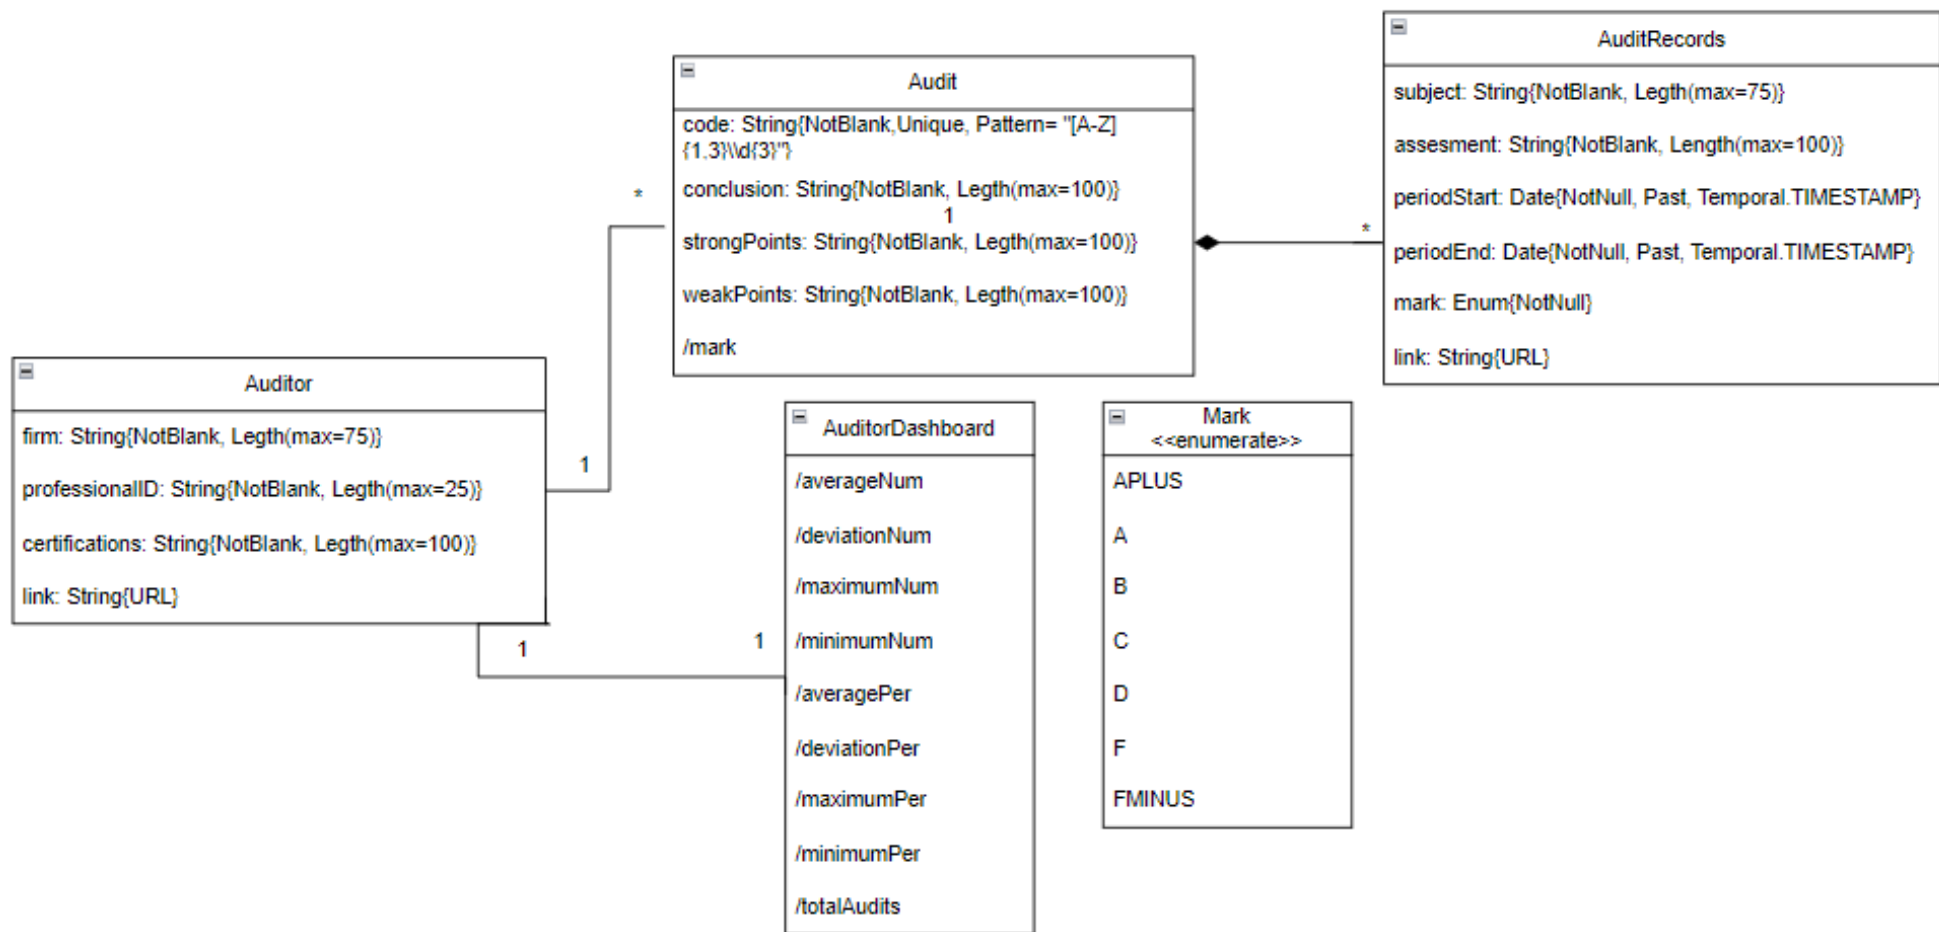 Audit
code: String{NotBlank,Unique, Pattern= "[A-Z]
{1.3}\\d{3}"}
conclusion: String{NotBlank, Legth(max=100)}
1
strongPoints: String{NotBlank, Legth(max=100)}
weakPoints: String{NotBlank, Legth(max=100)}
/mark
*
AuditRecords
subject: String{NotBlank, Legth(max=75)}
assesment: String{NotBlank, Length(max=100)}
periodStart: Date{NotNull, Past, Temporal.TIMESTAMP}
periodEnd: Date{NotNull, Past, Temporal.TIMESTAMP}
mark: Enum{NotNull}
link: String{URL}
*
Auditor
firm: String{NotBlank, Legth(max=75)}
professionalID: String{NotBlank, Legth(max=25)}
certifications: String{NotBlank, Legth(max=100)}
link: String{URL}
1
1
1
AuditorDashboard
/averageNum
/deviationNum
/maximumNum
/minimumNum
/averagePer
/deviationPer
/maximumPer
/minimumPer
/totalAudits
Mark
<<enumerate>>
APLUS
A
B
C
D
F
FMINUS